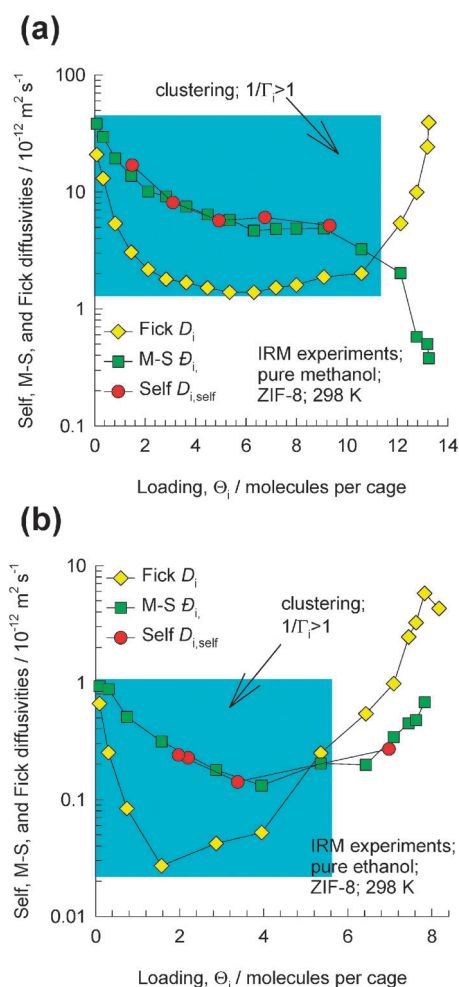 (a)
Self, M-S, and Fick diffusivities / 10⁻¹² m² s⁻¹
100
10
1
0.1
clustering; 1/Γᵢ>1
Fick Dᵢ
M-S Đᵢ,
Self Dᵢ,self
IRM experiments;
pure methanol;
ZIF-8; 298 K
0 2 4 6 8 10 12 14
Loading, Θᵢ / molecules per cage
(b)
Self, M-S, and Fick diffusivities / 10⁻¹² m² s⁻¹
10
1
0.1
0.01
Fick Dᵢ
M-S Đᵢ,
Self Dᵢ,self
clustering;
1/Γᵢ>1
IRM experiments;
pure ethanol;
ZIF-8; 298 K
0 2 4 6 8
Loading, Θᵢ / molecules per cage